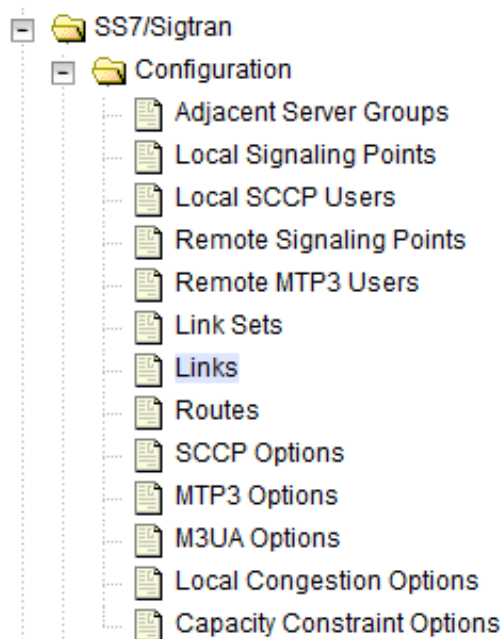 SS7/Sigtran
Configuration
Adjacent Server Groups
Local Signaling Points
Local SCCP Users
Remote Signaling Points
Remote MTP3 Users
Link Sets
Links
Routes
SCCP Options
MTP3 Options
M3UA Options
Local Congestion Options
Capacity Constraint Options